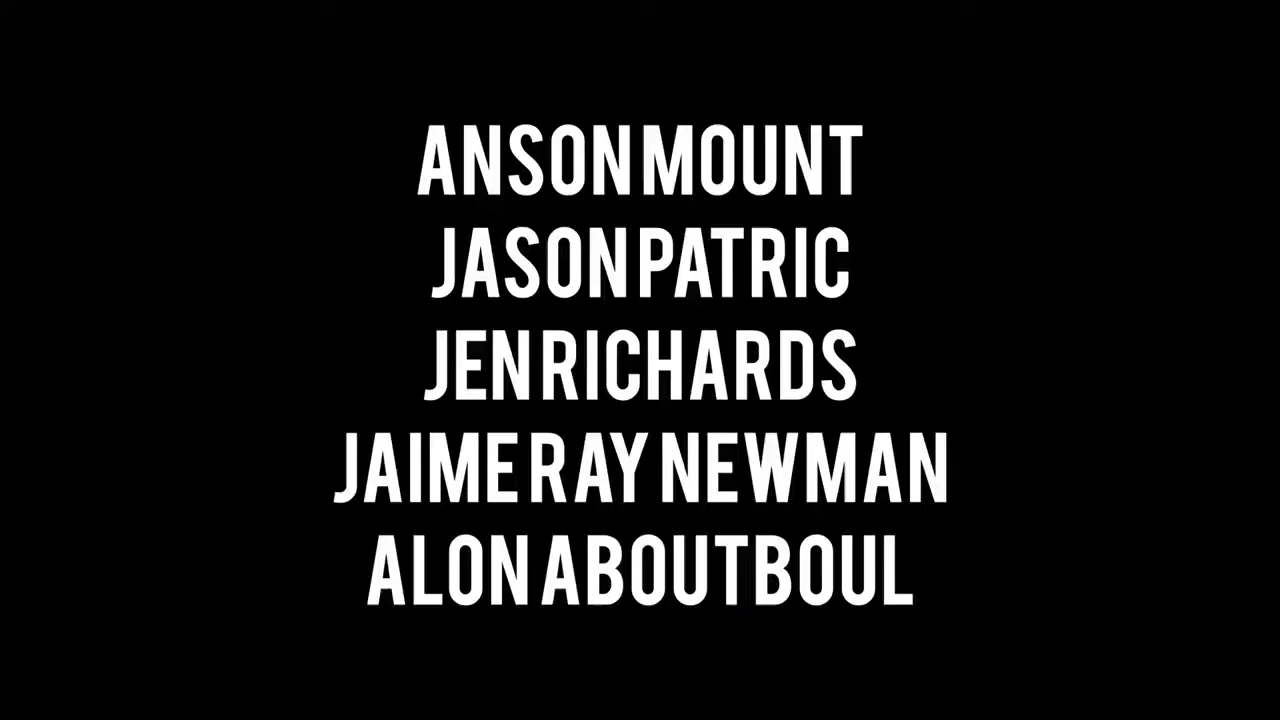 ANSON MOUNT
JASON PATRIC
JEN RICHARDS
JAIME RAY NEWMAN
ALON ABOUTBOUL